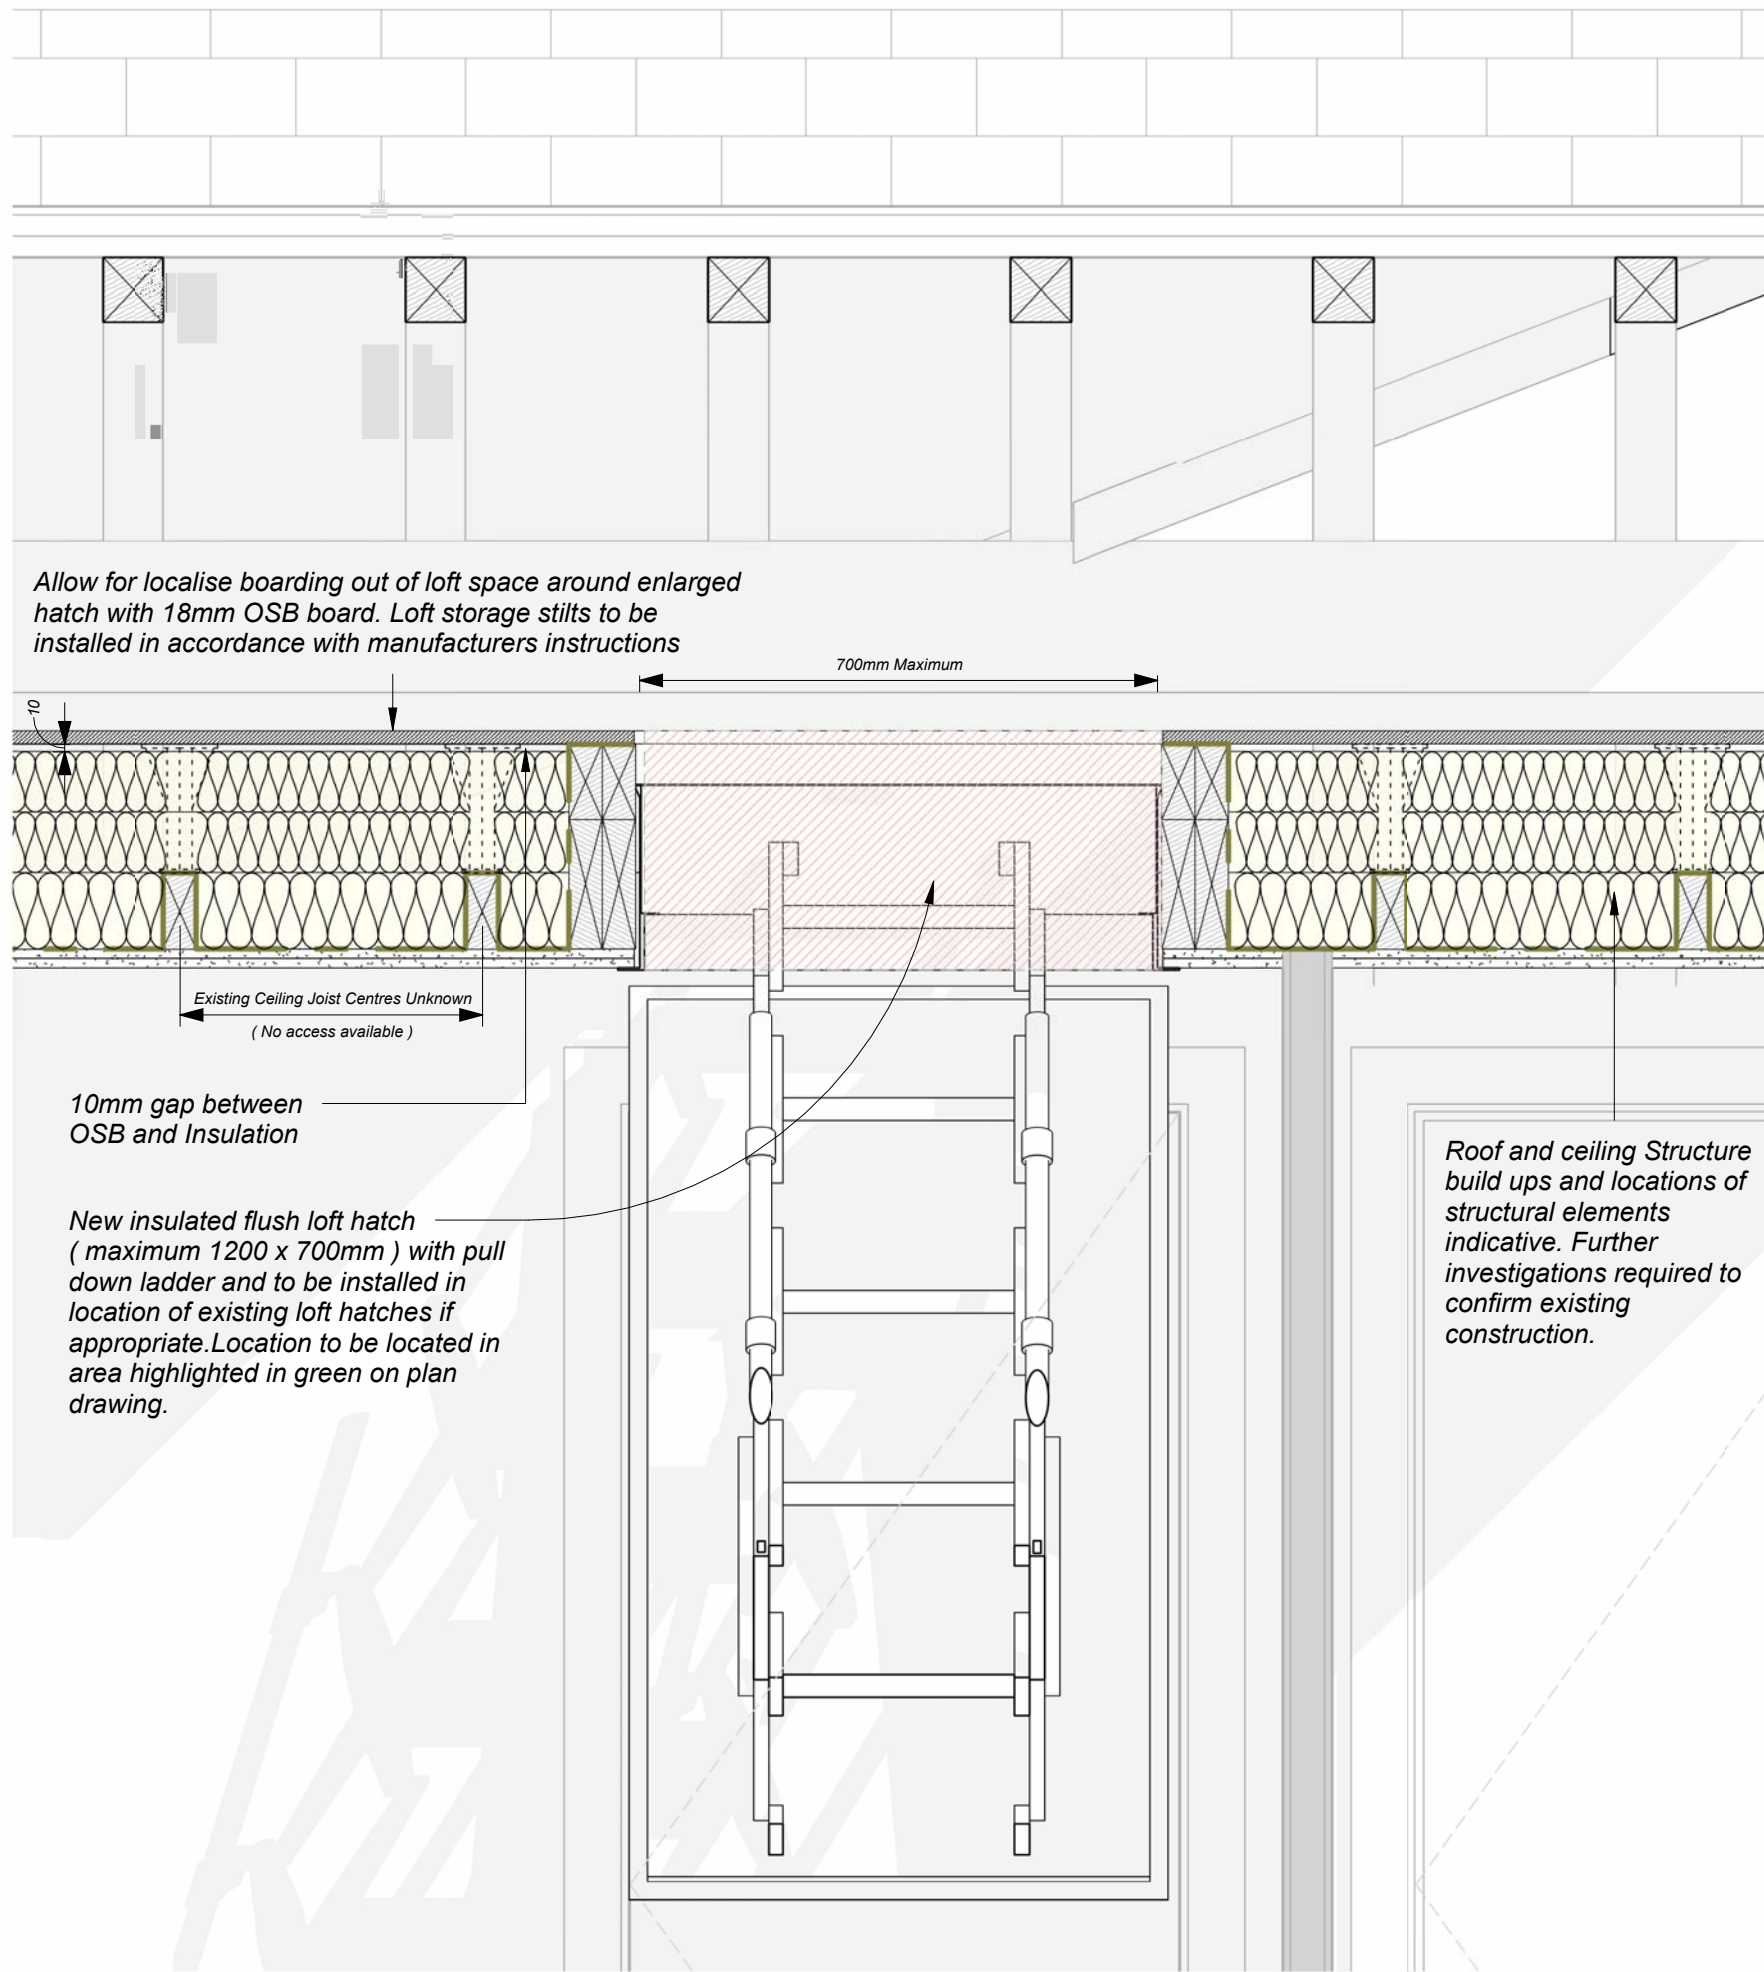 Allow for localise boarding out of loft space around enlarged
hatch with 18mm OSB board. Loft storage stilts to be
installed in accordance with manufacturers instructions
700mm Maximum
10
Existing Ceiling Joist Centres Unknown
( No access available )
10mm gap between
OSB and Insulation
New insulated flush loft hatch
( maximum 1200 x 700mm ) with pull
down ladder and to be installed in
location of existing loft hatches if
appropriate.Location to be located in
area highlighted in green on plan
drawing.
Roof and ceiling Structure
build ups and locations of
structural elements
indicative. Further
investigations required to
confirm existing
construction.